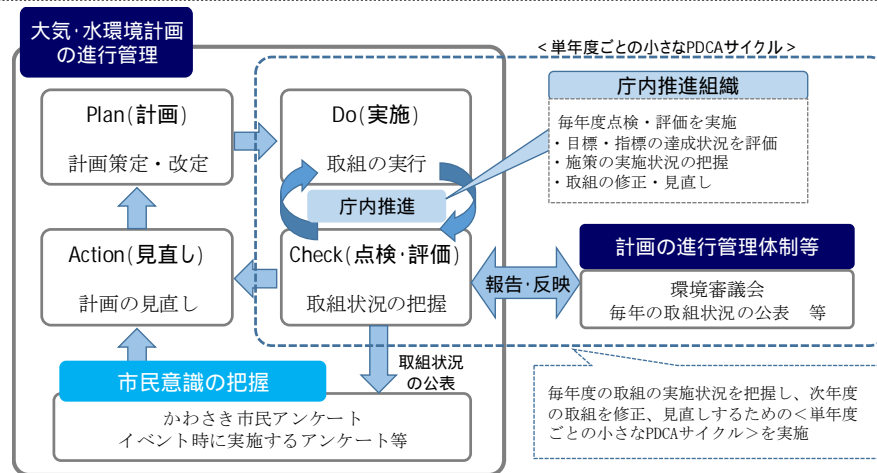 大気・水環境計画
の進行管理
＜単年度ごとの小さなPDCAサイクル＞
Plan(計画)
計画策定・改定
Do(実施)
取組の実行
庁内推進組織
毎年度点検・評価を実施
・目標・指標の達成状況を評価
・施策の実施状況の把握
・取組の修正・見直し
庁内推進
Action(見直し)
計画の見直し
Check(点検・評価)
取組状況の把握
報告・反映
計画の進行管理体制等
環境審議会
毎年の取組状況の公表　等
取組状況
の公表
市民意識の把握
かわさき市民アンケート
イベント時に実施するアンケート等
毎年度の取組の実施状況を把握し、次年度
の取組を修正、見直しするための＜単年度
ごとの小さなPDCAサイクル＞を実施